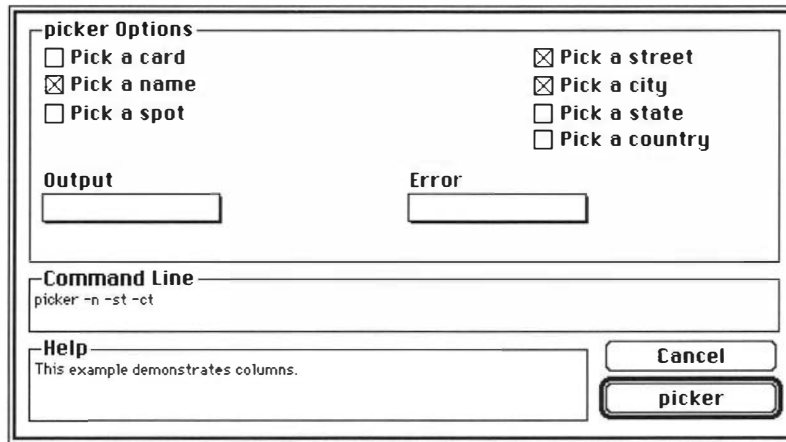 picker Options
Pick a card
Pick a name
Pick a spot
Pick a street
Pick a city
Pick a state
Pick a country
Output
Error
Command Line
picker -n -st -ct
Help
This example demonstrates columns.
Cancel
picker